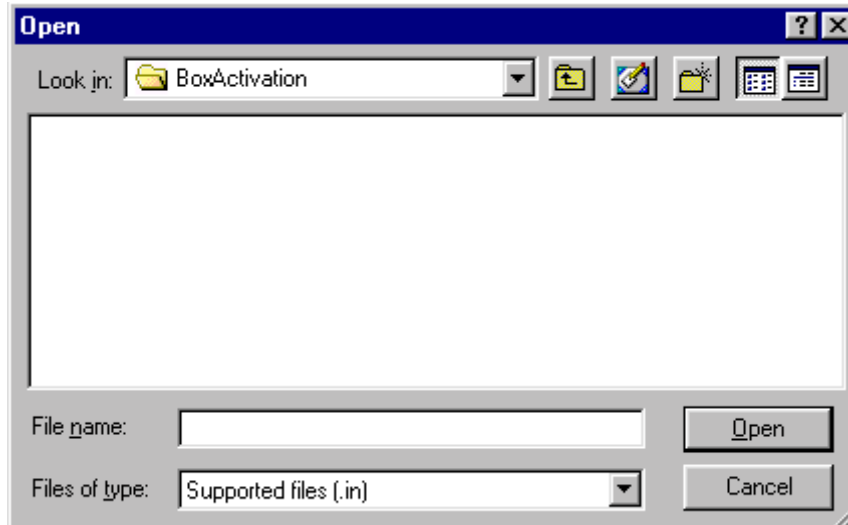 Open
Look in: BoxActivation
File name:
Open
Files of type: Supported files (.in)
Cancel